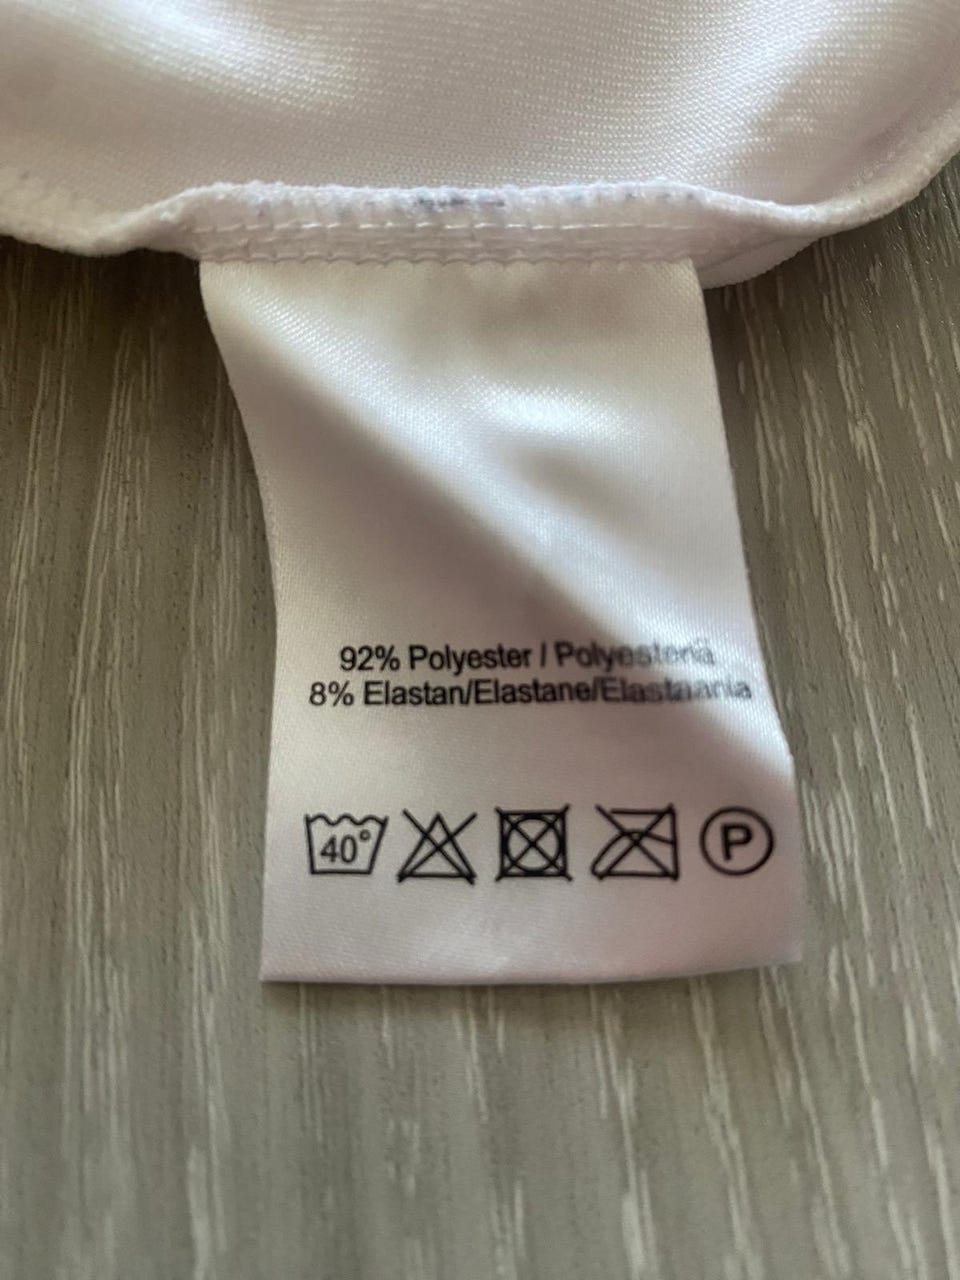 92% Polyester / Polyesteriä
8% Elastan/Elastane/Elastaania
40°
P